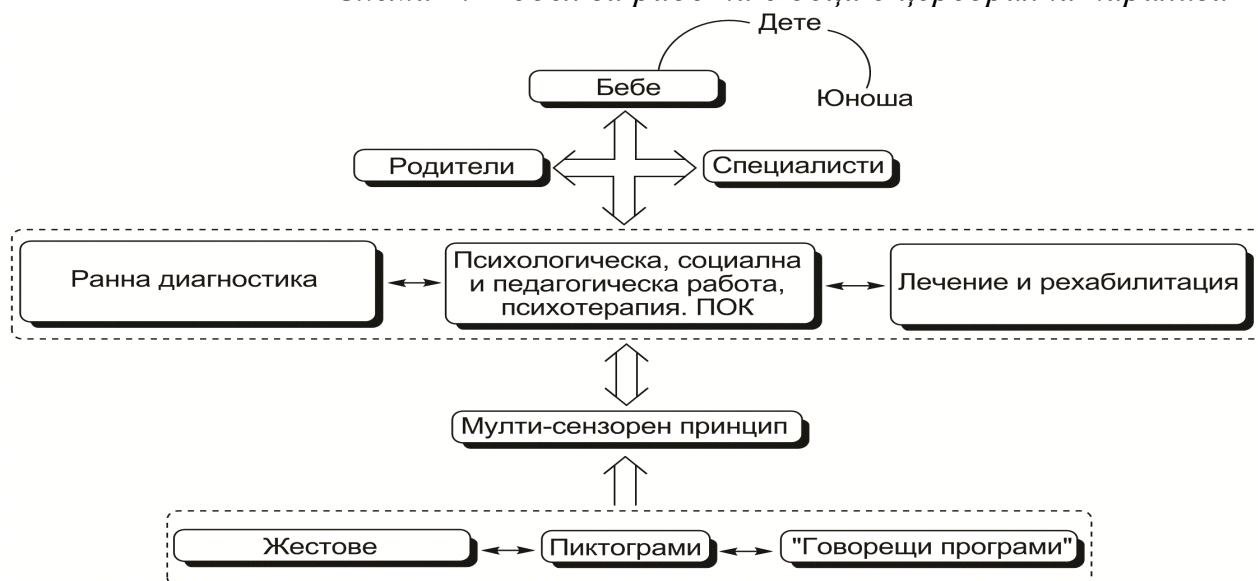 Дете
Бебе
Юноша
Родители
Специалисти
Ранна диагностика
Психологическа, социална
и педагогическа работа,
психотерапия. ПОК
Лечение и рехабилитация
Мулти-сензорен принцип
Жестове
Пиктограми
"Говорещи програми"